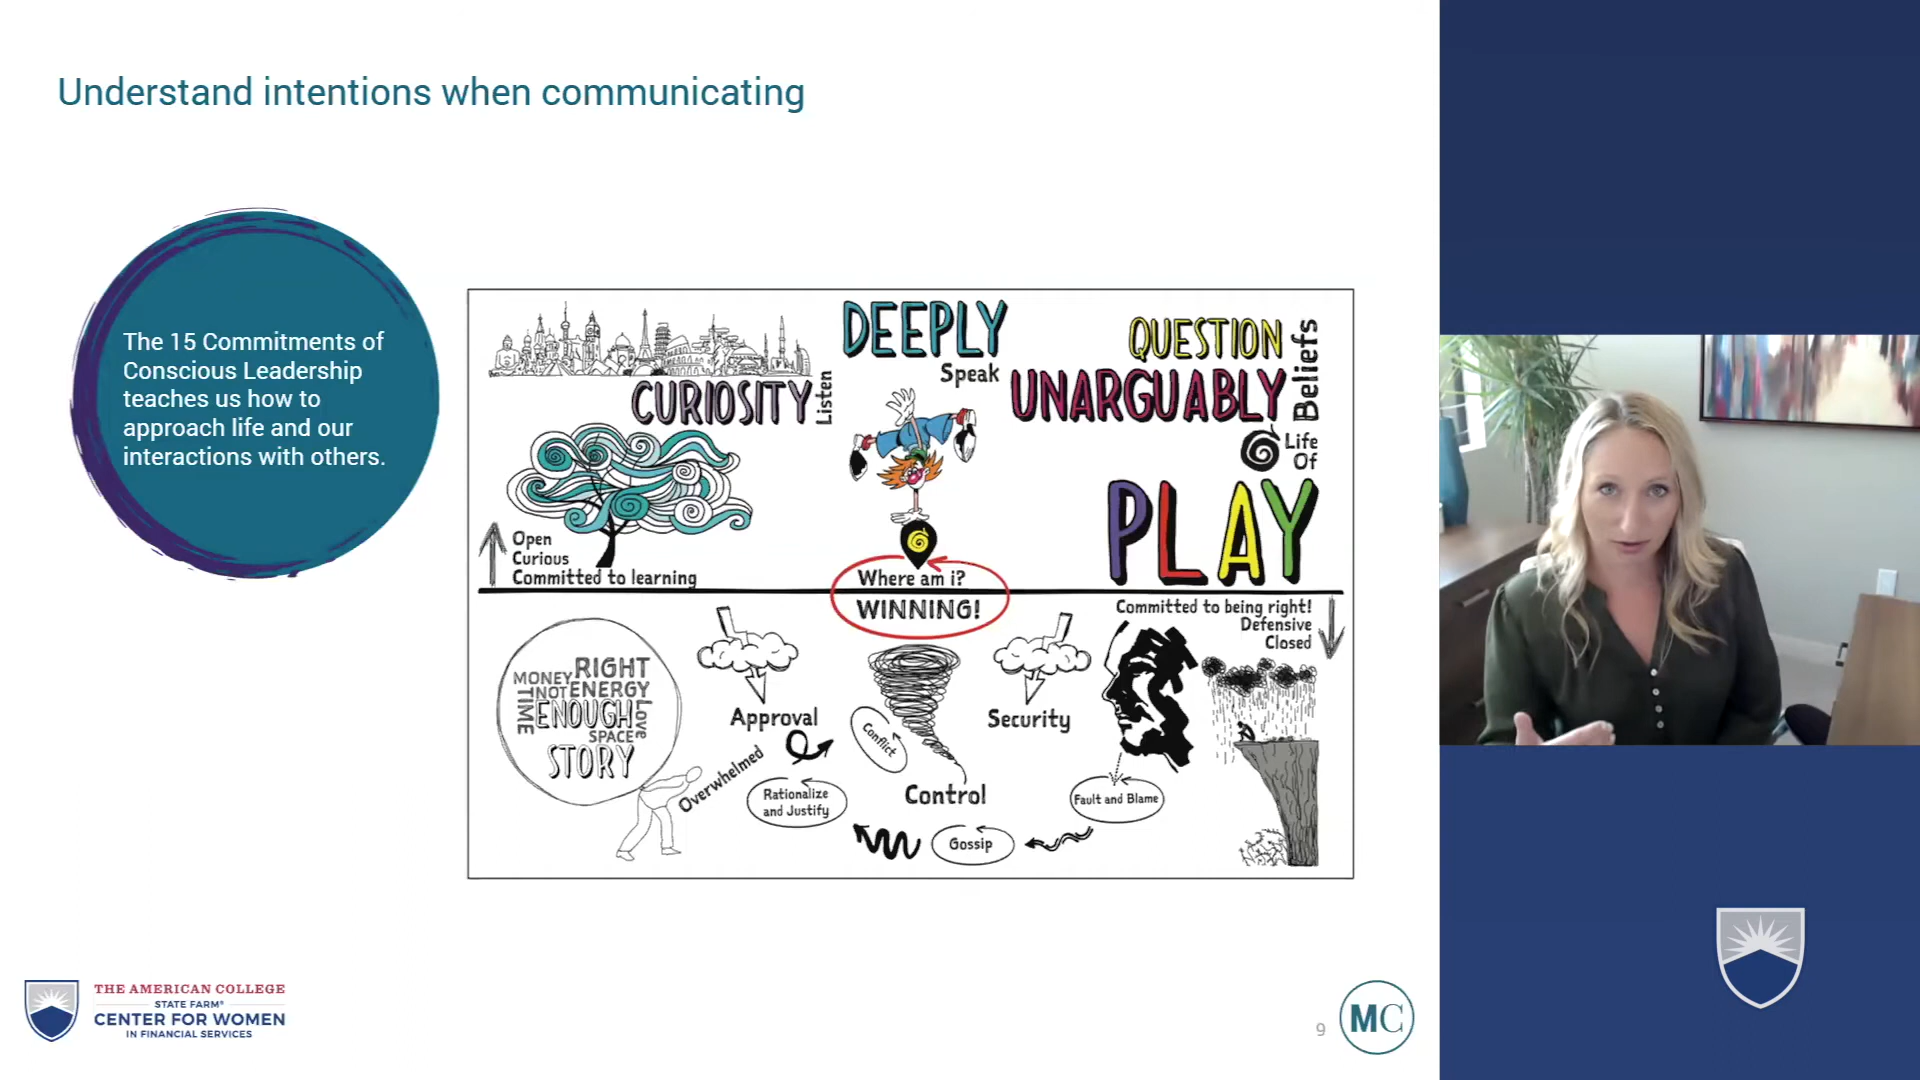 Understand intentions when communicating
The 15 Commitments of
Conscious Leadership
teaches us how to
approach life and our
interactions with others.
CURIOSITY
Listen
DEEPLY
Speak
UNARGUABLY
QUESTION
Beliefs
Life
Of
PLAY
Open
Curious
Committed to learning
Where am i?
WINNING!
Committed to being right!
Defensive
Closed
MONEY RIGHT
TIME
NOT ENERGY
ENOUGH
Love
SPACE
STORY
Overwhelmed
Approval
Rationalize
and Justify
Conflict
Control
Security
Gossip
Fault and Blame
THE AMERICAN COLLEGE
STATE FARM®
CENTER FOR WOMEN
IN FINANCIAL SERVICES
9
MC